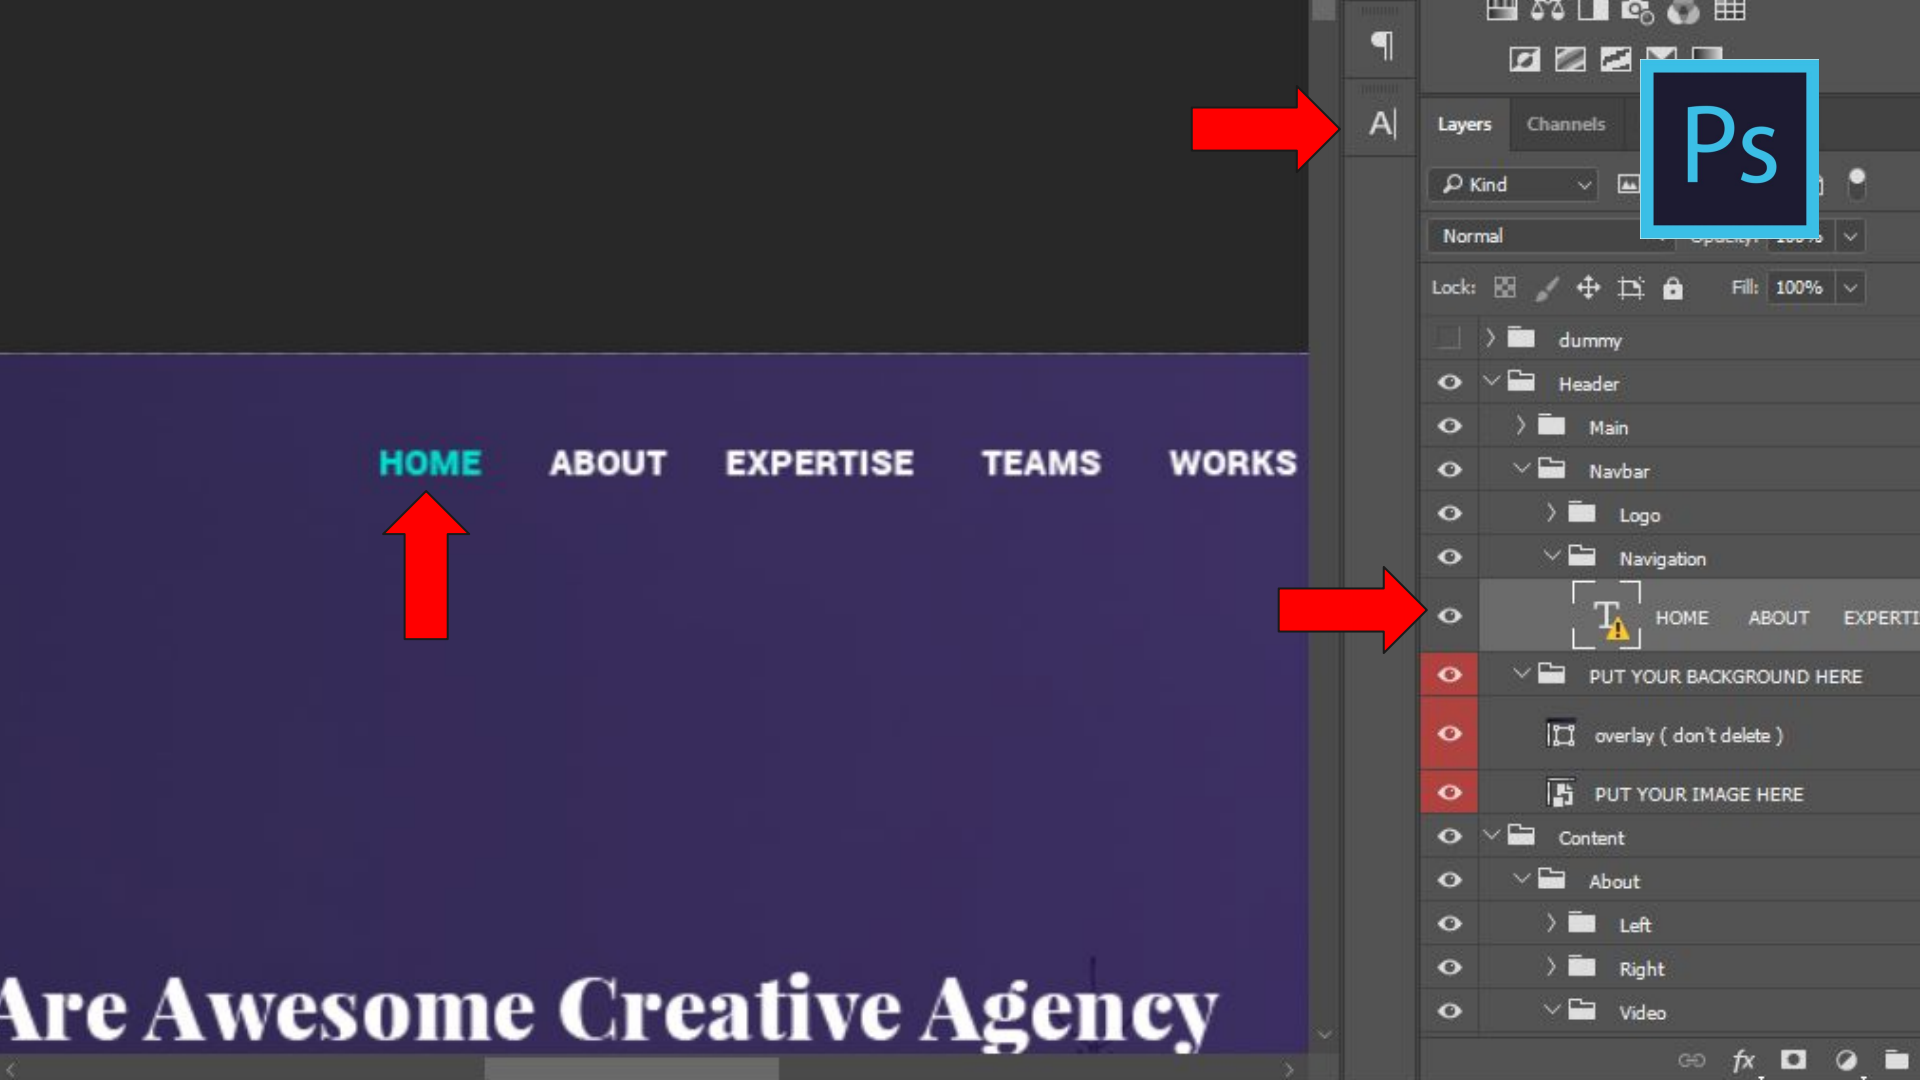 ¶
A|
Layers Channels
Ps
Kind
Normal
Opacity: 100%
Lock: Fill: 100%
dummy
Header
Main
Navbar
Logo
Navigation
T HOME ABOUT EXPERTI
PUT YOUR BACKGROUND HERE
overlay ( don't delete )
PUT YOUR IMAGE HERE
Content
About
Left
Right
Video
fx
HOME ABOUT EXPERTISE TEAMS WORKS
Are Awesome Creative Agency